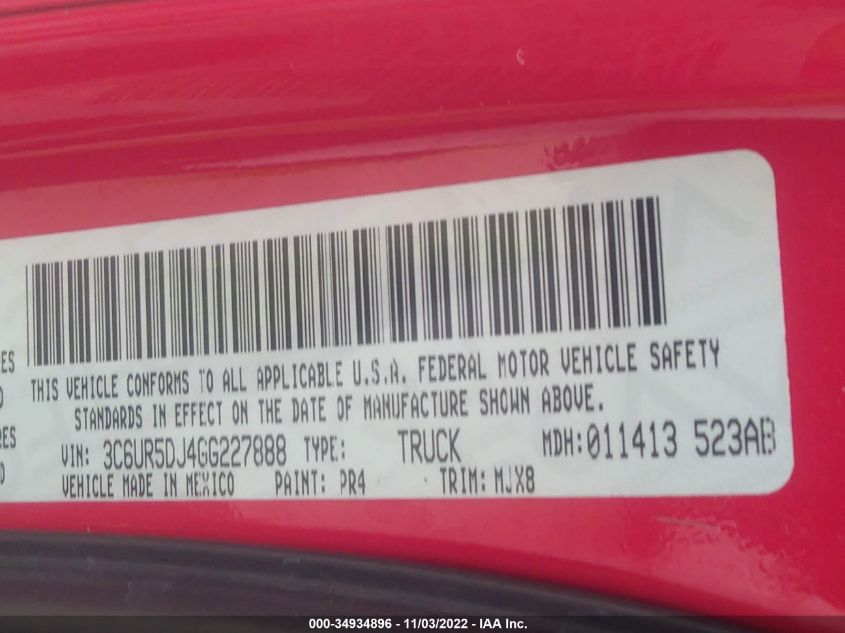 ES
THIS VEHICLE CONFORMS TO ALL APPLICABLE U.S.A. FEDERAL MOTOR VEHICLE SAFETY
STANDARDS IN EFFECT ON THE DATE OF MANUFACTURE SHOWN ABOVE.
RES
VIN: 3C6UR5DJ4GG227888 TYPE: TRUCK MDH:011413 523AB
VEHICLE MADE IN MEXICO PAINT: PR4 TRIM: MJX8
000-34934896 - 11/03/2022 - IAA Inc.